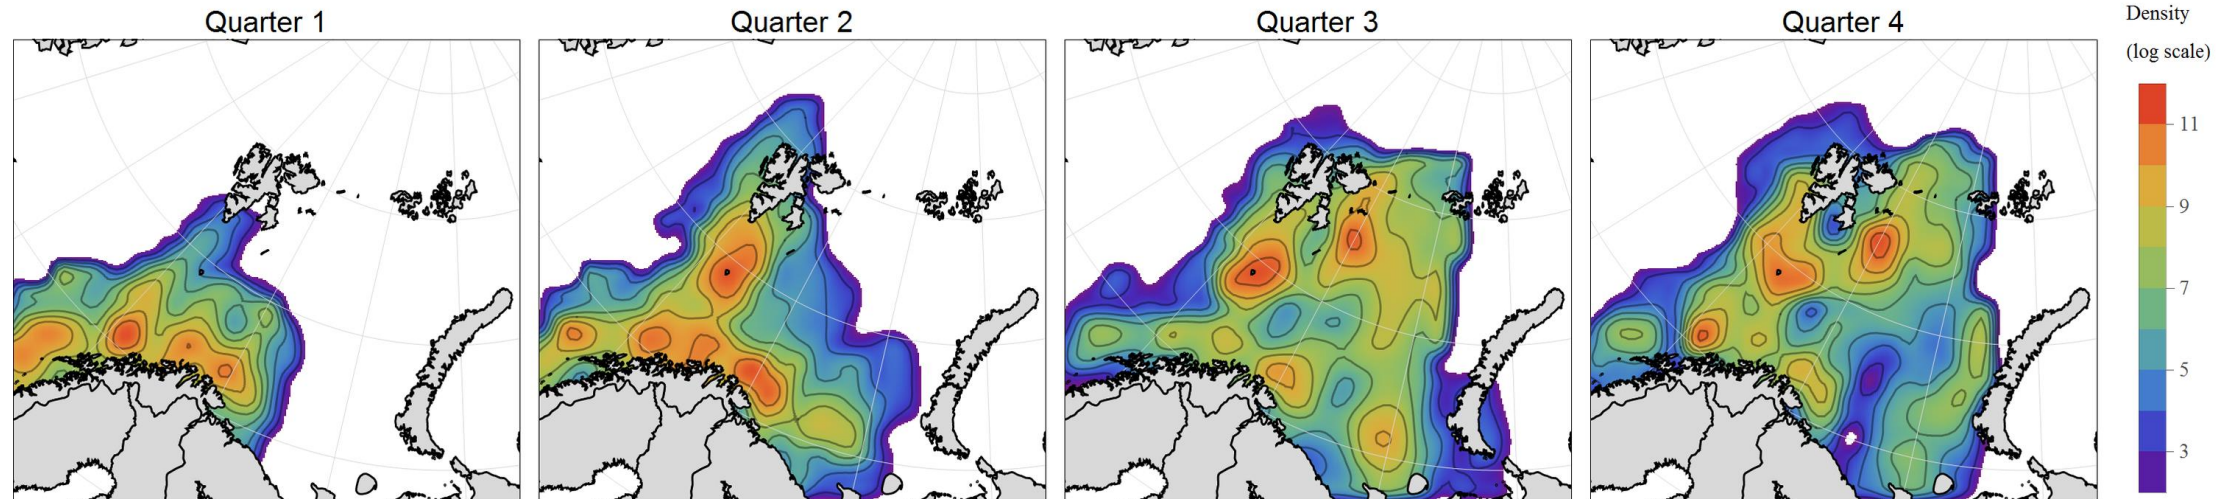 Quarter 1
Quarter 2
Quarter 3
Quarter 4
Density
(log scale)
11
9
7
5
3